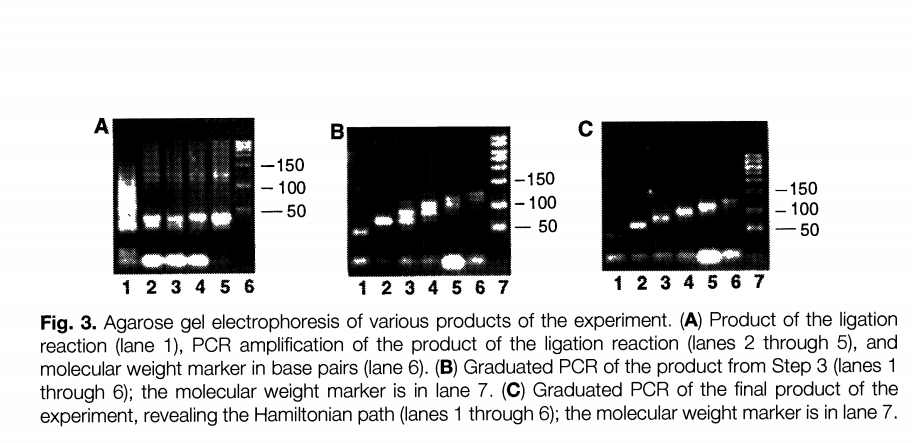 A
B
C
—150
—100
—50
—150
—100
— 50
—150
—100
—50
1 2 3 4 5 6
1 2 3 4 5 6 7
1 2 3 4 5 6 7
Fig. 3. Agarose gel electrophoresis of various products of the experiment. (A) Product of the ligation
reaction (lane 1), PCR amplification of the product of the ligation reaction (lanes 2 through 5), and
molecular weight marker in base pairs (lane 6). (B) Graduated PCR of the product from Step 3 (lanes 1
through 6); the molecular weight marker is in lane 7. (C) Graduated PCR of the final product of the
experiment, revealing the Hamiltonian path (lanes 1 through 6); the molecular weight marker is in lane 7.